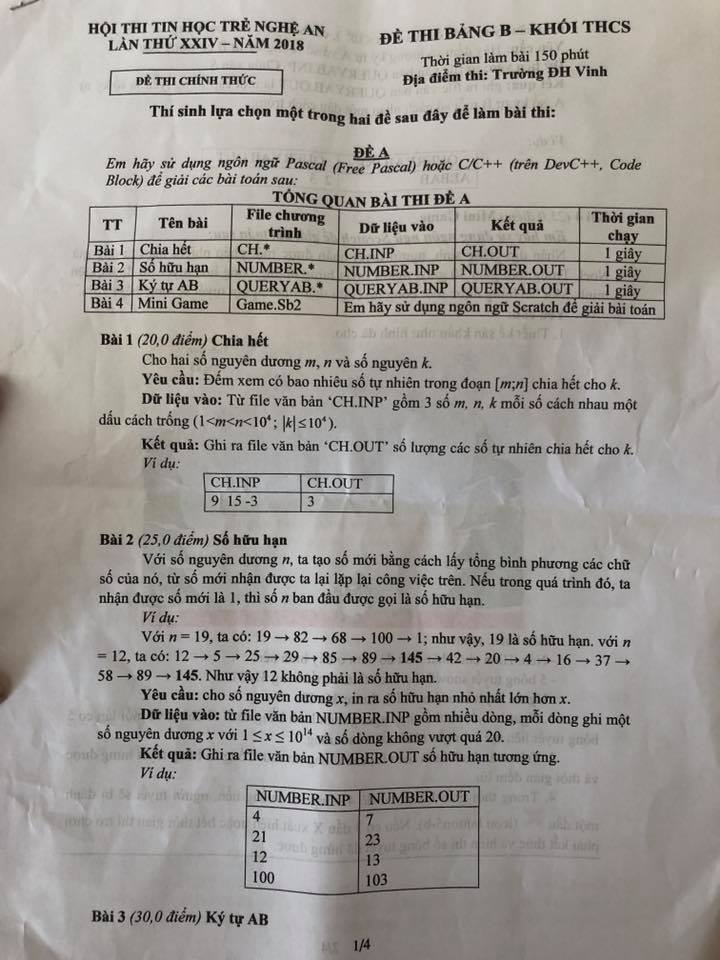 HỘI THI TIN HỌC TRẺ NGHỆ AN
LẦN THỨ XXIV – NĂM 2018
ĐỀ THI CHÍNH THỨC
ĐỀ THI BẢNG B – KHỐI THCS
Thời gian làm bài 150 phút
Địa điểm thi: Trường ĐH Vinh
Thí sinh lựa chọn một trong hai đề sau đây để làm bài thi:
ĐỀ A
Em hãy sử dụng ngôn ngữ Pascal (Free Pascal) hoặc C/C++ (trên DevC++, Code
Block) để giải các bài toán sau:
TỔNG QUAN BÀI THI ĐỀ A
TT Tên bài File chương trình Dữ liệu vào Kết quả Thời gian chạy
Bài 1 Chia hết CH.* CH.INP CH.OUT 1 giây
Bài 2 Số hữu hạn NUMBER.* NUMBER.INP NUMBER.OUT 1 giây
Bài 3 Ký tự AB QUERYAB.* QUERYAB.INP QUERYAB.OUT 1 giây
Bài 4 Mini Game Game.Sb2 Em hãy sử dụng ngôn ngữ Scratch để giải bài toán
Bài 1 (20,0 điểm) Chia hết
Cho hai số nguyên dương m, n và số nguyên k.
Yêu cầu: Đếm xem có bao nhiêu số tự nhiên trong đoạn [m;n] chia hết cho k.
Dữ liệu vào: Từ file văn bản ‘CH.INP’ gồm 3 số m, n, k mỗi số cách nhau một
dấu cách trống (1<m<n<10⁴; |k|≤10⁴).
Kết quả: Ghi ra file văn bản ‘CH.OUT’ số lượng các số tự nhiên chia hết cho k.
Ví dụ:
CH.INP CH.OUT
9 15 -3 3
Bài 2 (25,0 điểm) Số hữu hạn
Với số nguyên dương n, ta tạo số mới bằng cách lấy tổng bình phương các chữ
số của nó, từ số mới nhận được ta lại lặp lại công việc trên. Nếu trong quá trình đó, ta
nhận được số mới là 1, thì số n ban đầu được gọi là số hữu hạn.
Ví dụ:
Với n = 19, ta có: 19 → 82 → 68 → 100 → 1; như vậy, 19 là số hữu hạn. với n
= 12, ta có: 12 → 5 → 25 → 29 → 85 → 89 → 145 → 42 → 20 → 4 → 16 → 37 →
58 → 89 → 145. Như vậy 12 không phải là số hữu hạn.
Yêu cầu: cho số nguyên dương x, in ra số hữu hạn nhỏ nhất lớn hơn x.
Dữ liệu vào: từ file văn bản NUMBER.INP gồm nhiều dòng, mỗi dòng ghi một
số nguyên dương x với 1 ≤ x ≤ 10¹⁴ và số dòng không vượt quá 20.
Kết quả: Ghi ra file văn bản NUMBER.OUT số hữu hạn tương ứng.
Ví dụ:
NUMBER.INP NUMBER.OUT
4 7
21 23
12 13
100 103
Bài 3 (30,0 điểm) Ký tự AB
1/4